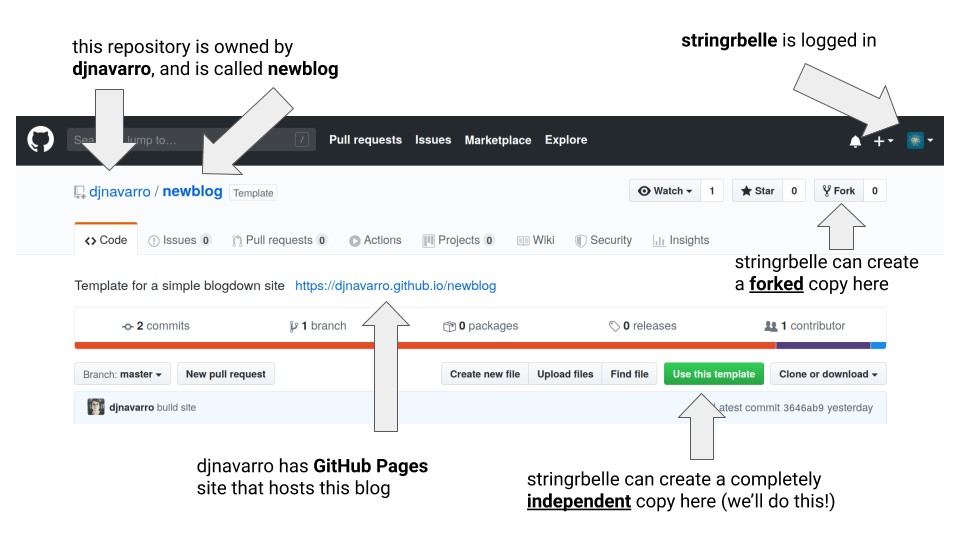 this repository is owned by
djnavarro, and is called newblog
stringrbelle is logged in
jump to… /
Pull requests Issues Marketplace Explore
djnavarro / newblog Template
Watch 1 Star 0 Fork 0
Code Issues 0 Pull requests 0 Actions Projects 0 Wiki Security Insights
stringrbelle can create
a forked copy here
Template for a simple blogdown site https://djnavarro.github.io/newblog
2 commits 1 branch 0 packages 0 releases 1 contributor
Branch: master New pull request Create new file Upload files Find file Use this template Clone or download
djnavarro build site Latest commit 3646ab9 yesterday
djnavarro has GitHub Pages
site that hosts this blog
stringrbelle can create a completely
independent copy here (we'll do this!)